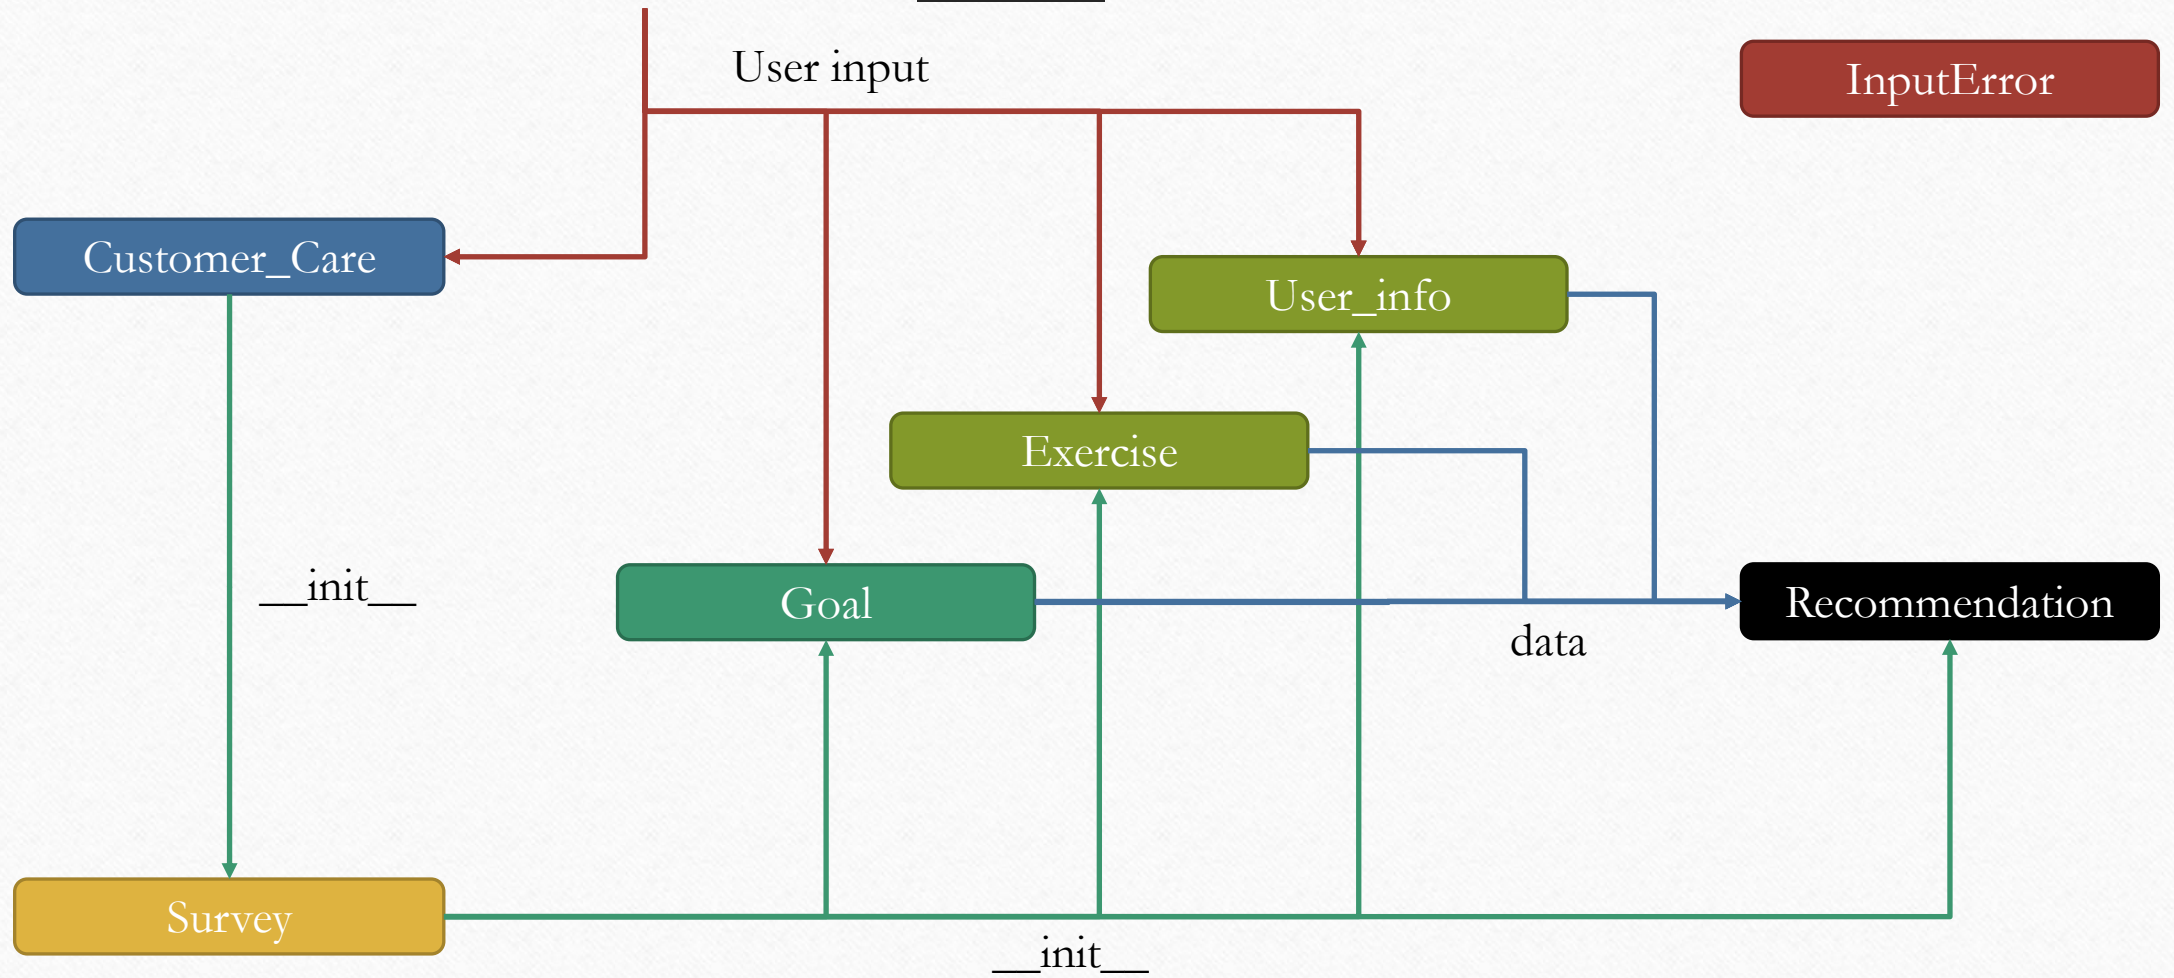 User input
InputError
Customer_Care
User_info
Exercise
__init__
Goal
Recommendation
data
Survey
__init__